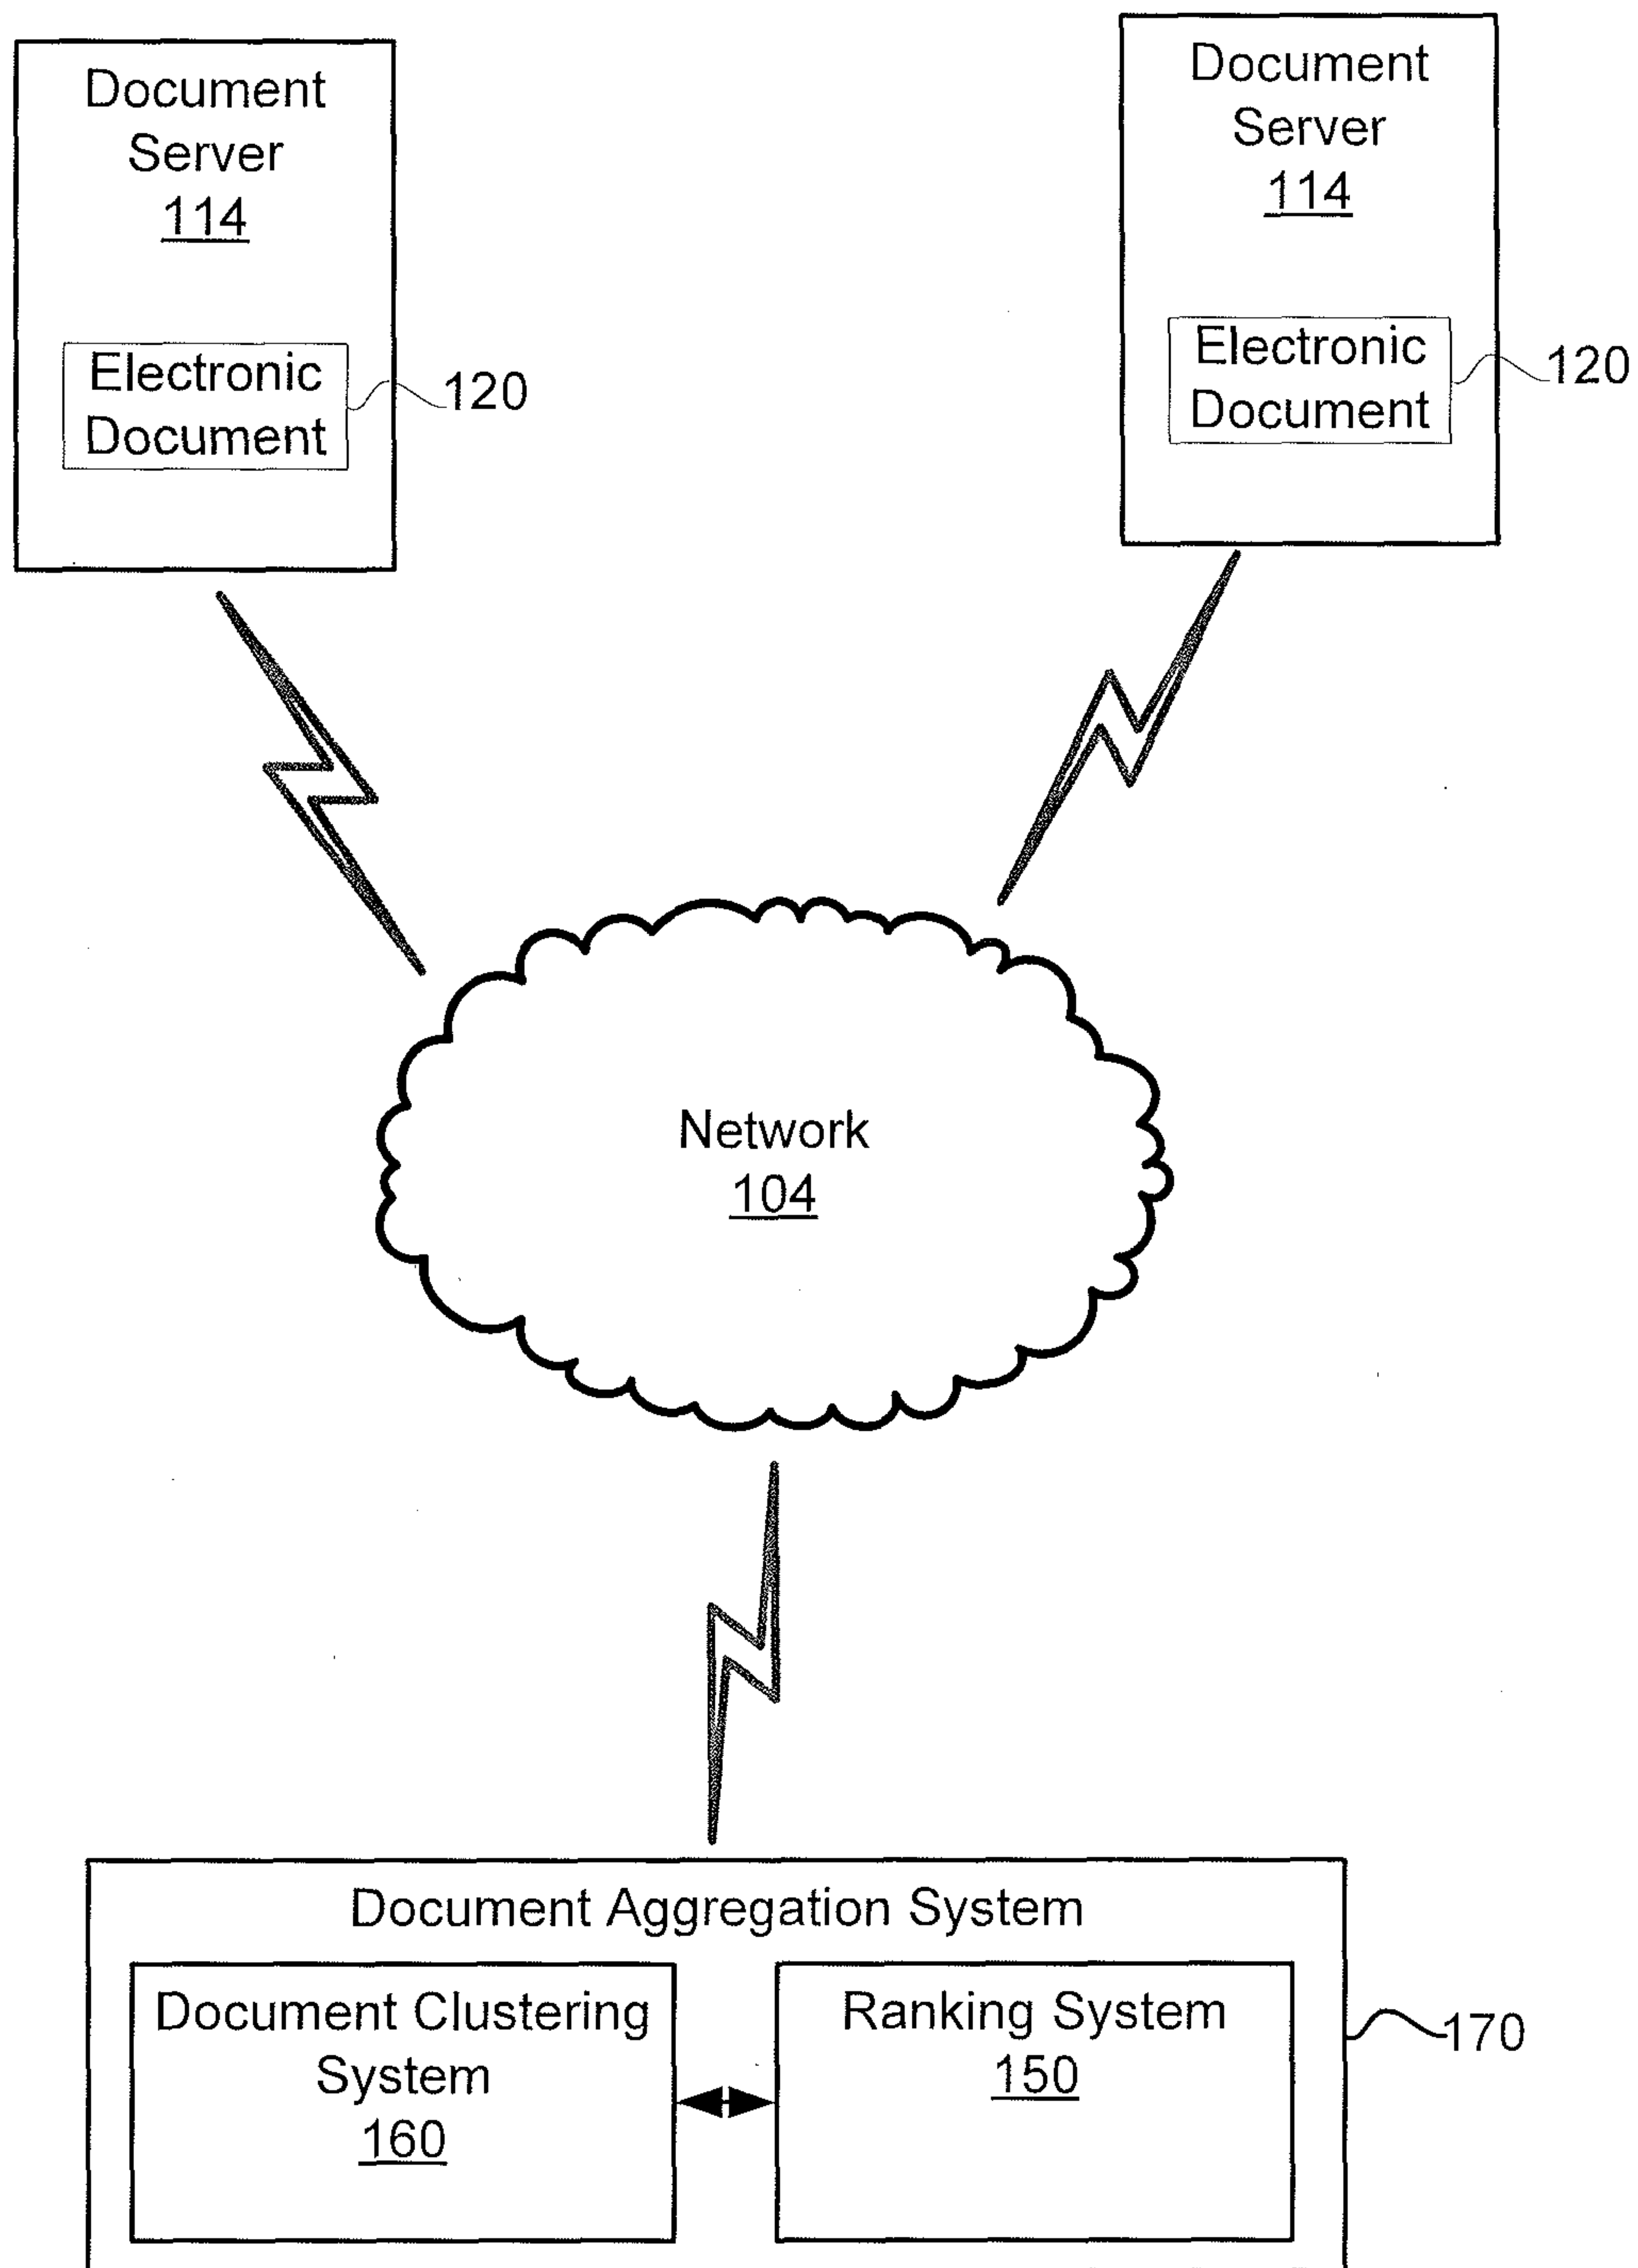 Document
Server
114
Electronic
Document
120
Document
Server
114
Electronic
Document
120
Network
104
Document Aggregation System
Document Clustering
System
160
Ranking System
150
170